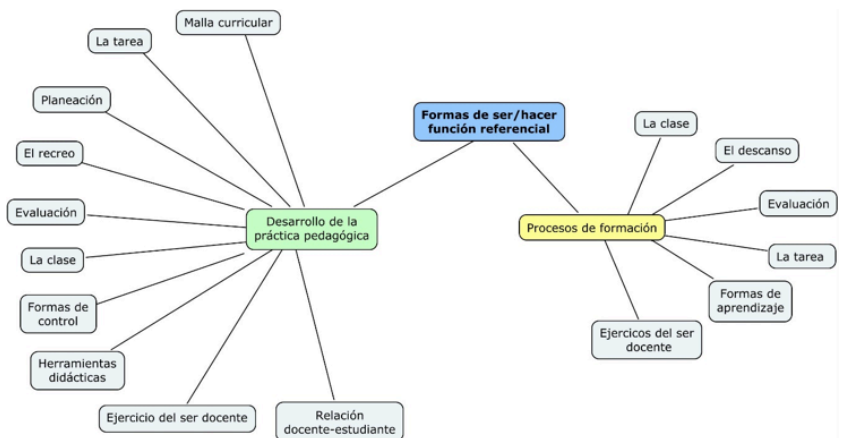 Malla curricular
La tarea
Planeación
El recreo
Evaluación
La clase
Formas de
control
Herramientas
didácticas
Ejercicio del ser docente
Relación
docente-estudiante
Desarrollo de la
práctica pedagógica
Formas de ser/hacer
función referencial
Procesos de formación
La clase
El descanso
Evaluación
La tarea
Formas de
aprendizaje
Ejercicos del ser
docente